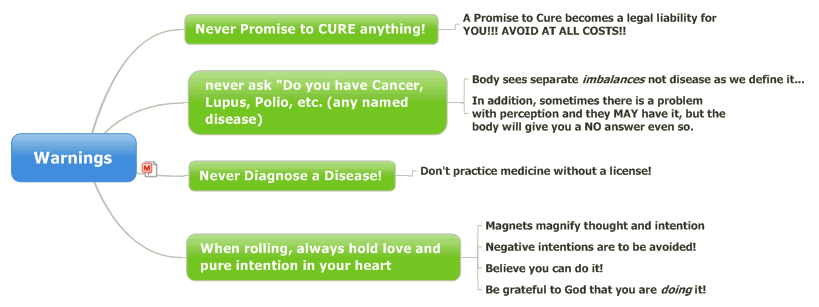 Warnings
Never Promise to CURE anything!
A Promise to Cure becomes a legal liability for
YOU!!! AVOID AT ALL COSTS!!
never ask "Do you have Cancer,
Lupus, Polio, etc. (any named
disease)
Body sees separate imbalances not disease as we define it...
In addition, sometimes there is a problem
with perception and they MAY have it, but the
body will give you a NO answer even so.
M
Never Diagnose a Disease!
Don't practice medicine without a license!
When rolling, always hold love and
pure intention in your heart
Magnets magnify thought and intention
Negative intentions are to be avoided!
Believe you can do it!
Be grateful to God that you are doing it!